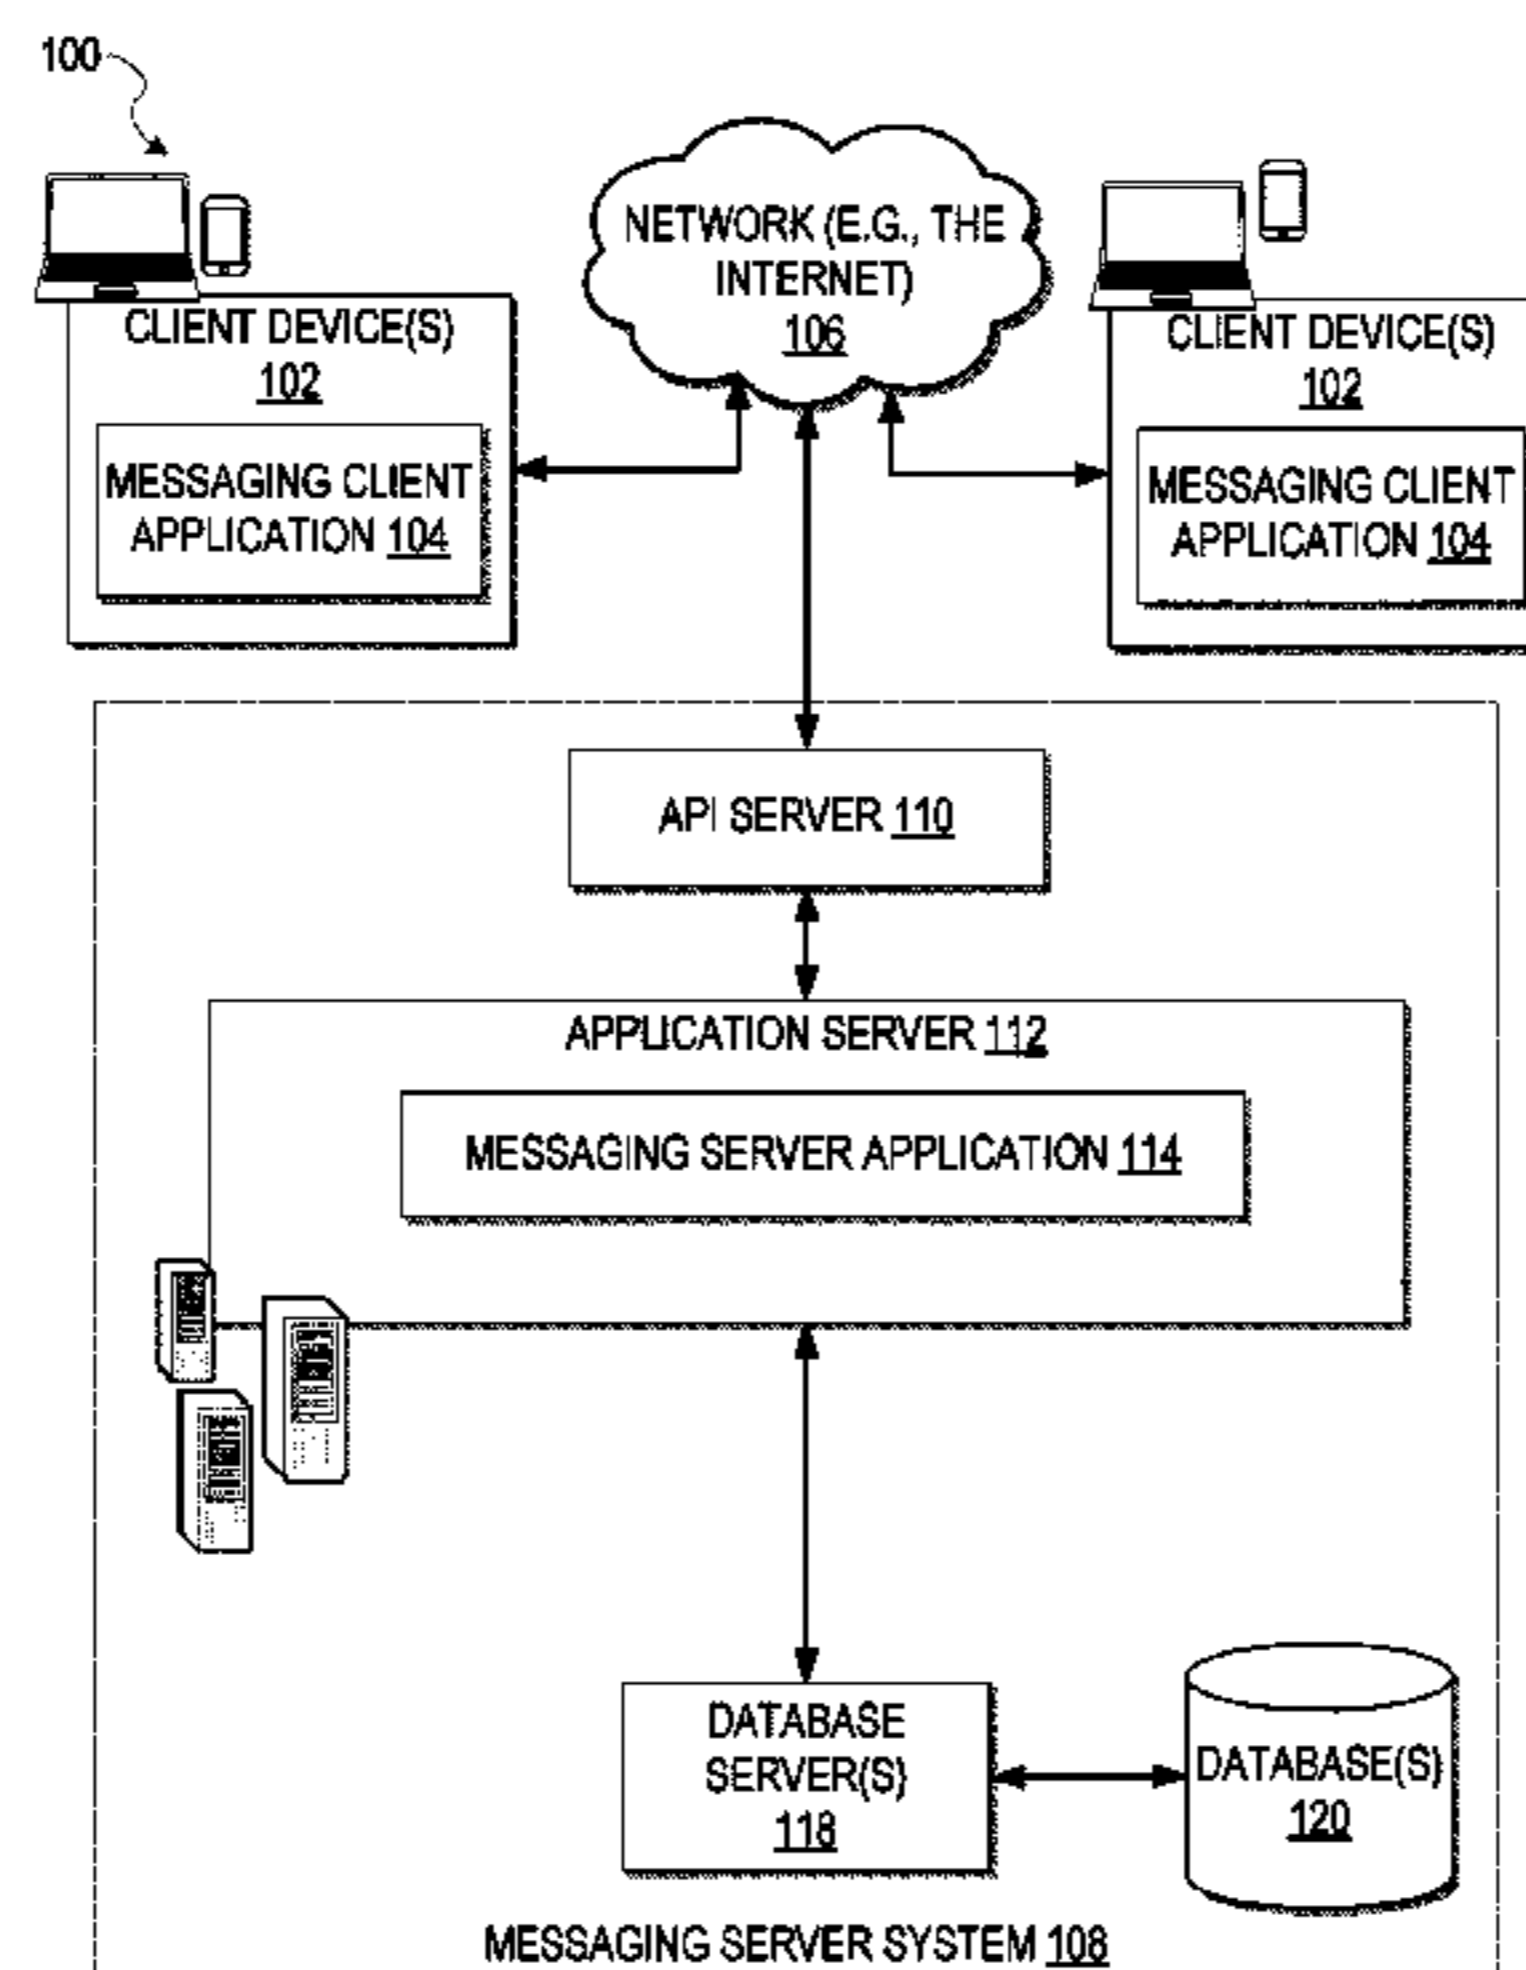 100
NETWORK (E.G., THE
INTERNET)
106
CLIENT DEVICE(S)
102
MESSAGING CLIENT
APPLICATION 104
CLIENT DEVICE(S)
102
MESSAGING CLIENT
APPLICATION 104
API SERVER 110
APPLICATION SERVER 112
MESSAGING SERVER APPLICATION 114
DATABASE
SERVER(S)
118
DATABASE(S)
120
MESSAGING SERVER SYSTEM 108